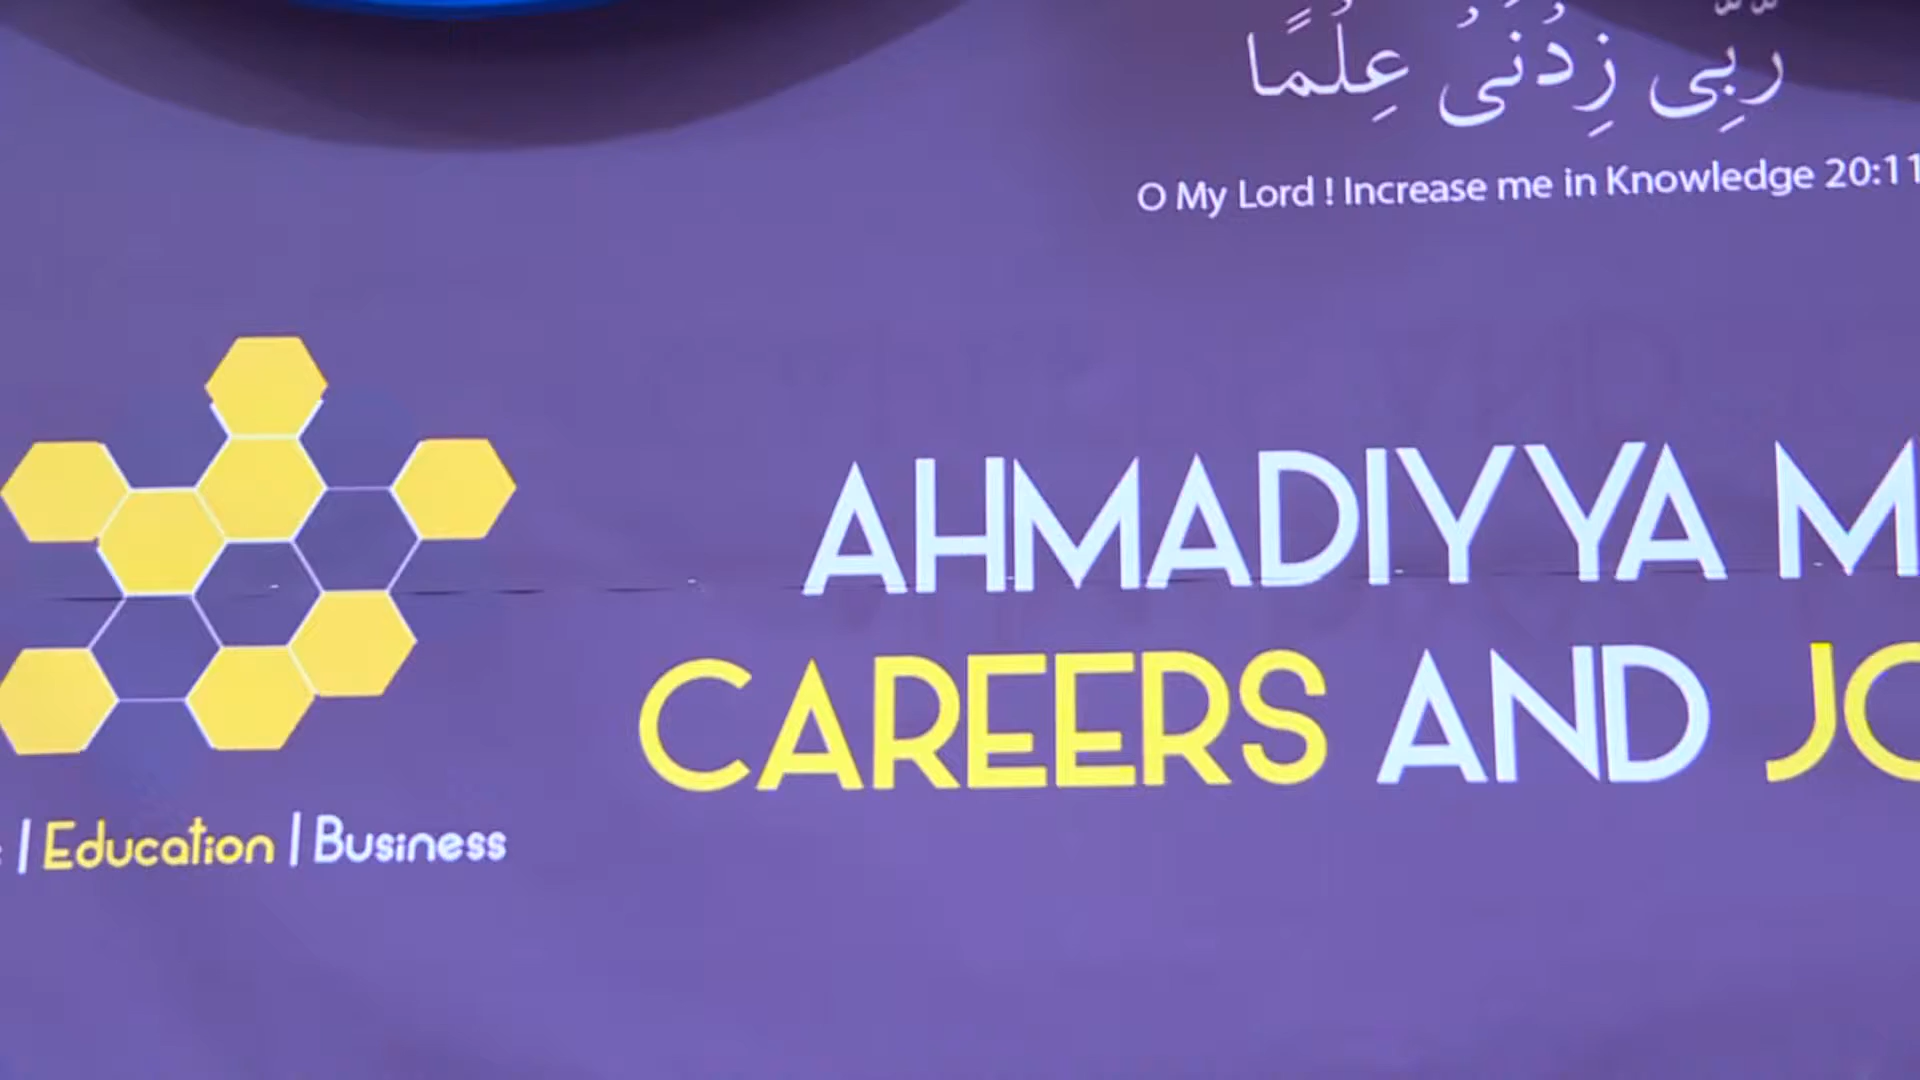 رَّبِّی زِدْنِیْ عِلْمًا
O My Lord ! Increase me in Knowledge 20:11
AHMADIYYA M
CAREERS AND JO
| Education | Business